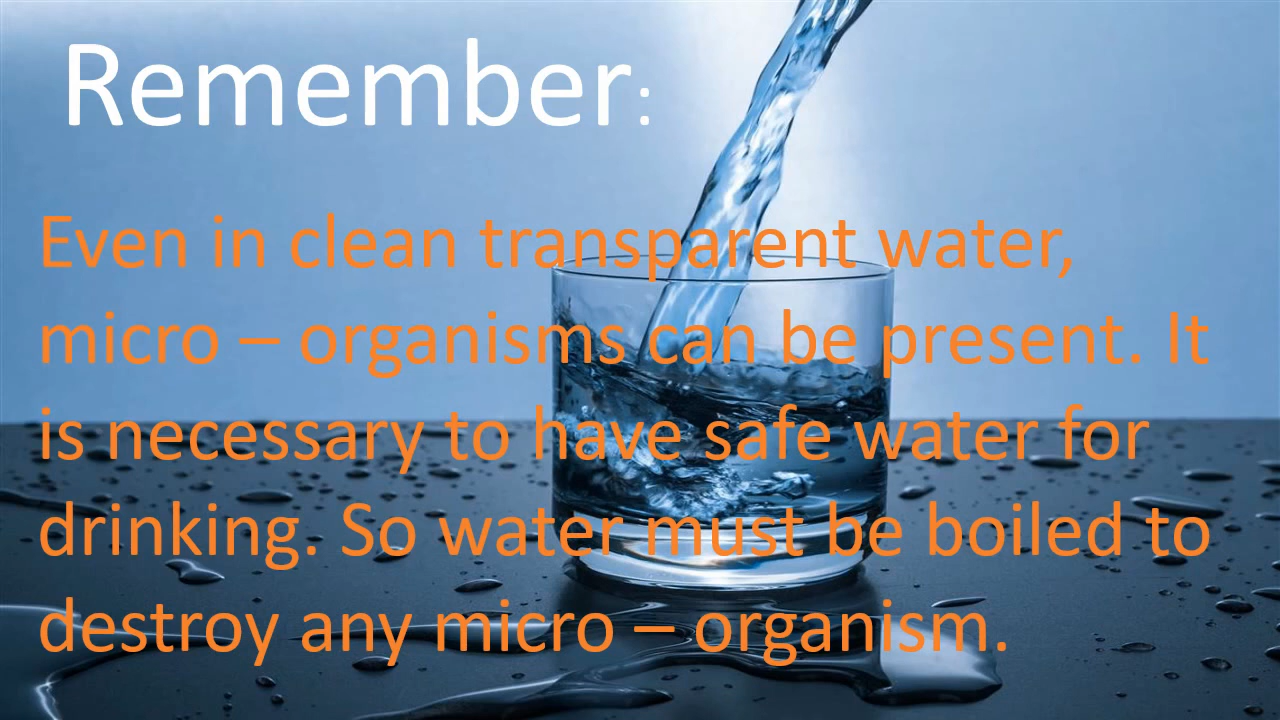 Remember:
Even in clean transparent water,
micro – organisms can be present. It
is necessary to have safe water for
drinking. So water must be boiled to
destroy any micro – organism.